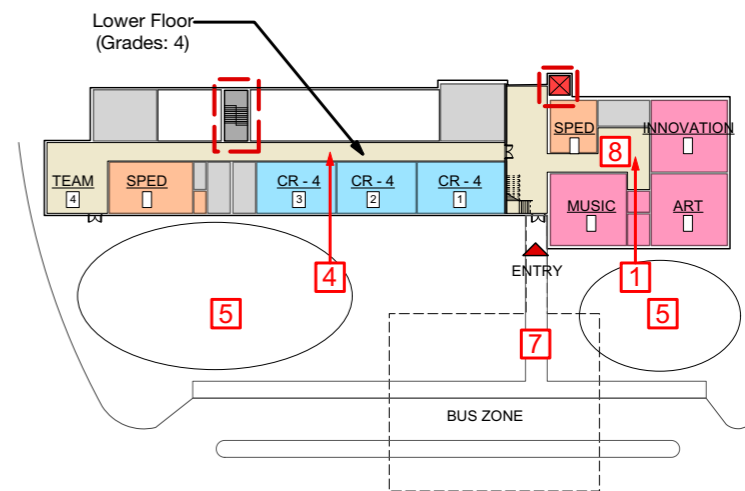 Lower Floor
(Grades: 4)
SPED
INNOVATION
8
TEAM
4
SPED
CR - 4
3
CR - 4
2
CR - 4
1
MUSIC
ART
ENTRY
4
1
5
5
7
BUS ZONE